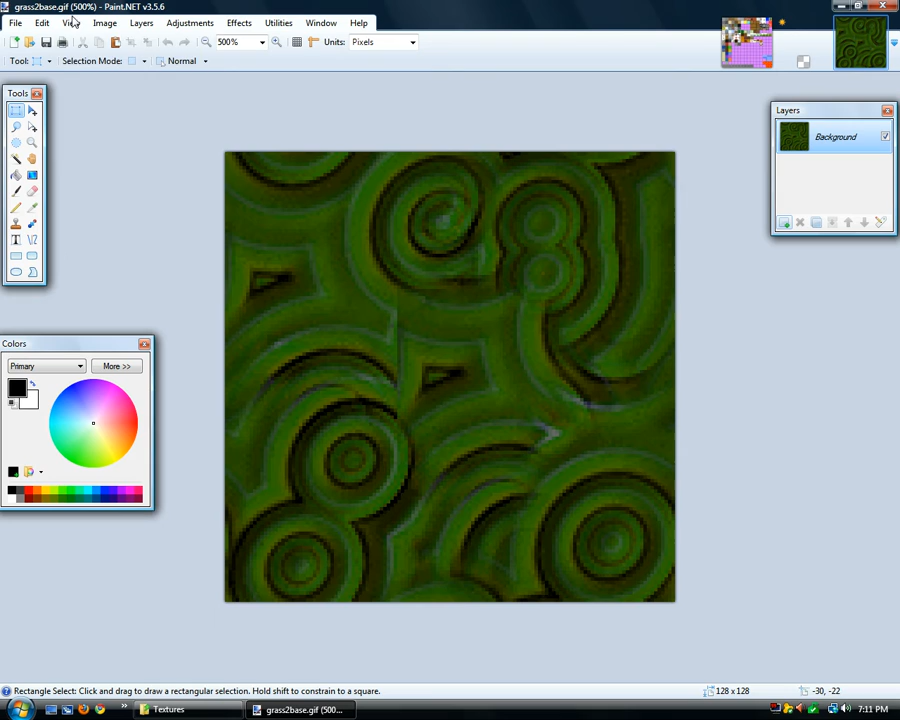 grass2base.gif (500%) - Paint.NET v3.5.6
File Edit View Image Layers Adjustments Effects Utilities Window Help
500% Units: Pixels
Tool: Selection Mode: Normal
Tools
Layers
Background
Colors
Primary More >>
Rectangle Select: Click and drag to draw a rectangular selection. Hold shift to constrain to a square. 128 x 128 -30, -22
Textures grass2base.gif (500... 7:11 PM